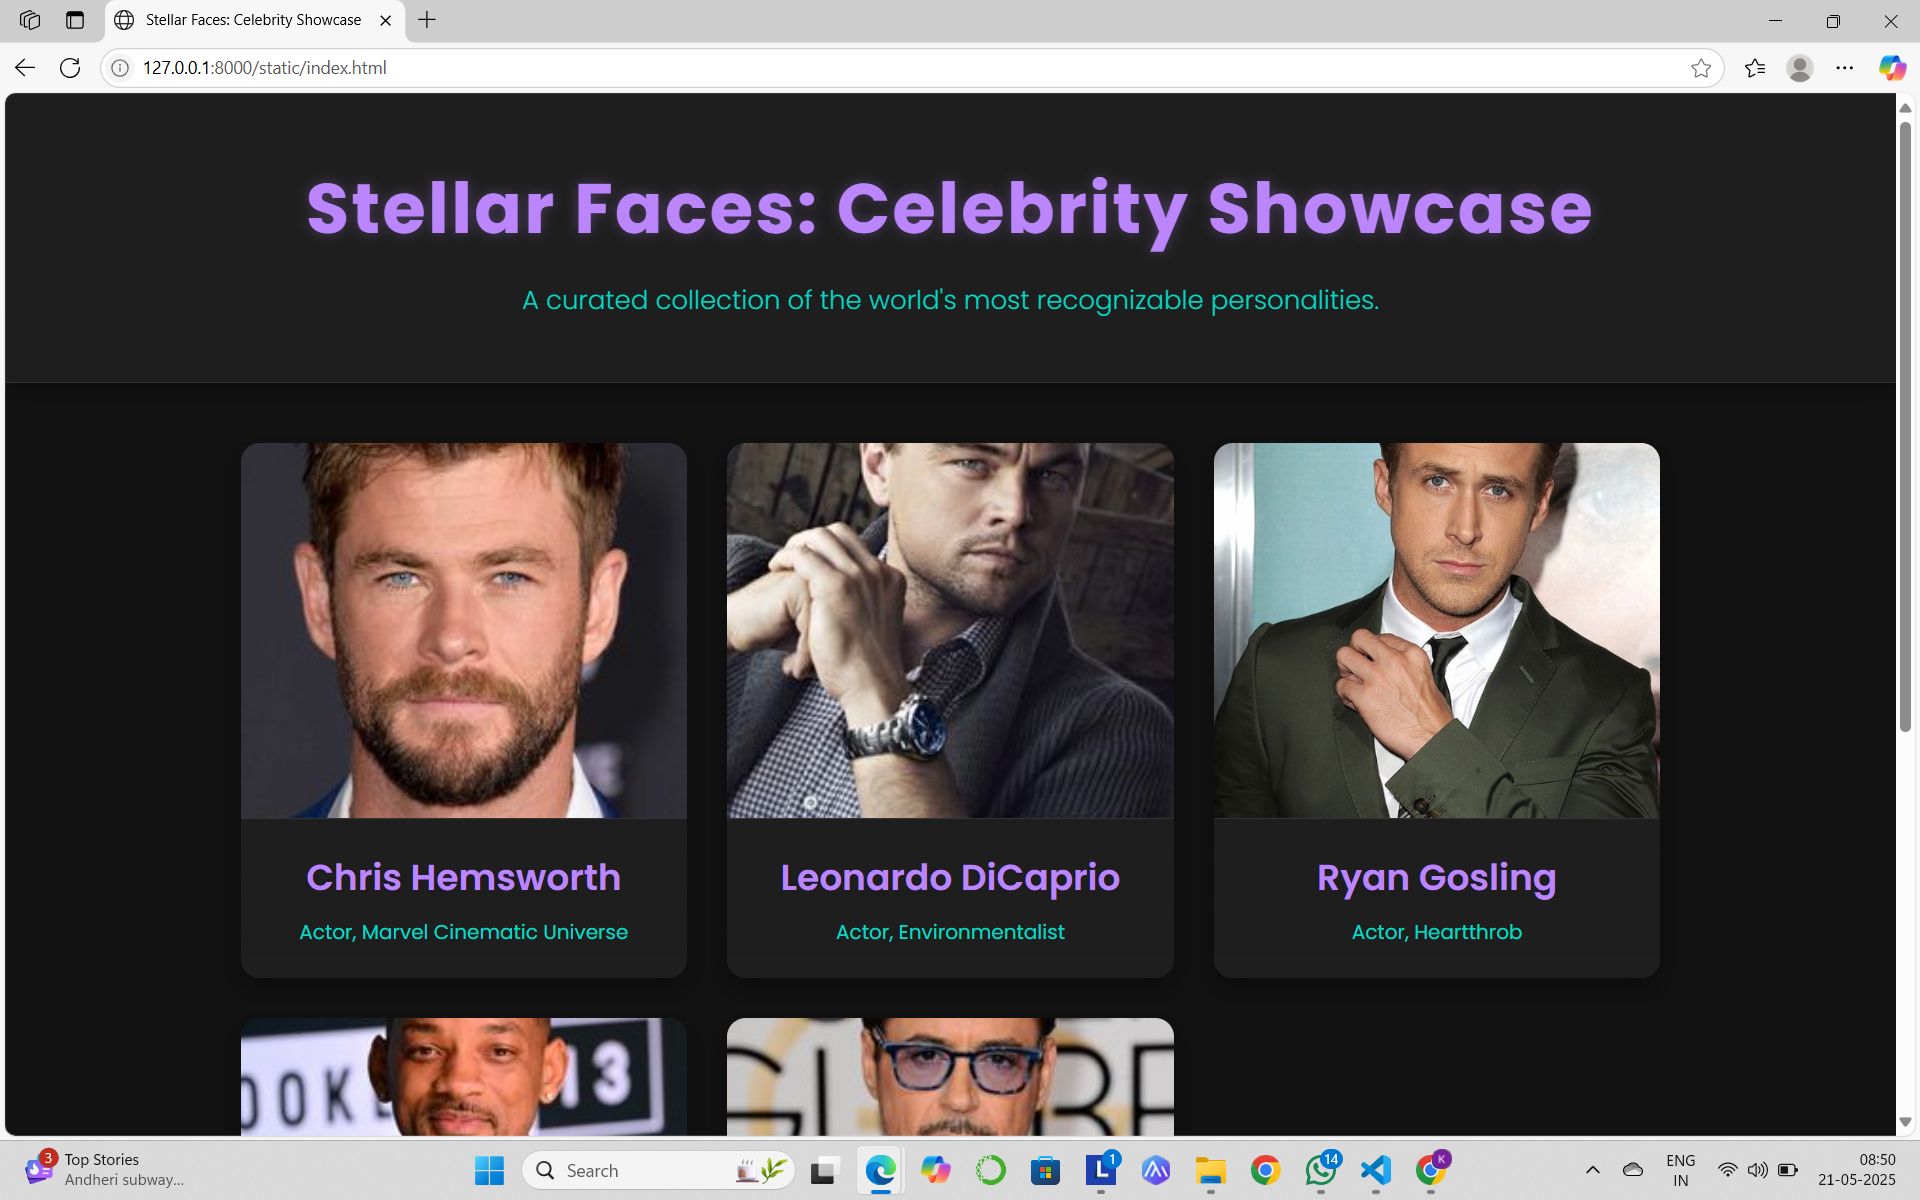 Stellar Faces: Celebrity Showcase
127.0.0.1:8000/static/index.html
Stellar Faces: Celebrity Showcase
A curated collection of the world's most recognizable personalities.
Chris Hemsworth
Leonardo DiCaprio
Ryan Gosling
Actor, Marvel Cinematic Universe
Actor, Environmentalist
Actor, Heartthrob
13
3
Top Stories
Andheri subway...
Search
1
14
K
ENG
IN
08:50
21-05-2025